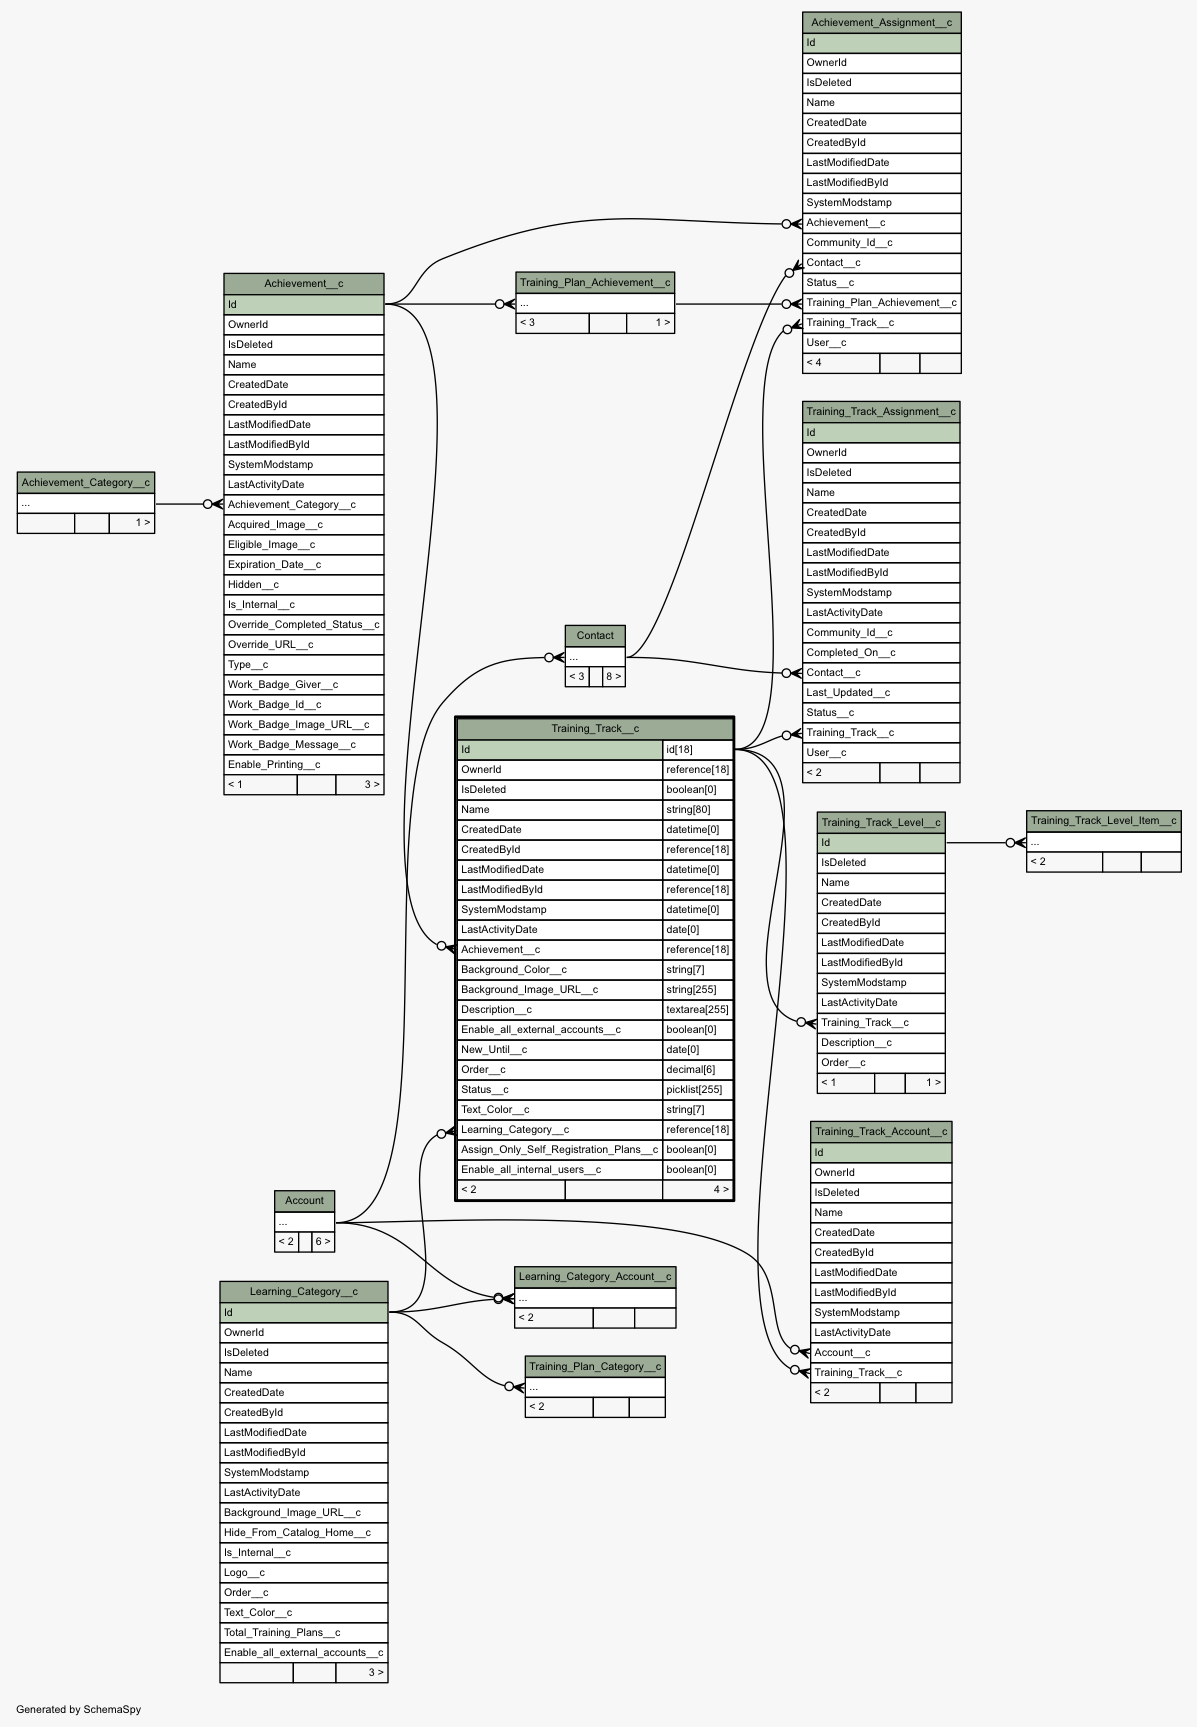 Achievement_Assignment__c
Id
OwnerId
IsDeleted
Name
CreatedDate
CreatedById
LastModifiedDate
LastModifiedById
SystemModstamp
Achievement__c
Community_Id__c
Contact__c
Status__c
Training_Plan_Achievement__c
Training_Track__c
User__c
< 4
Achievement__c
Id
OwnerId
IsDeleted
Name
CreatedDate
CreatedById
LastModifiedDate
LastModifiedById
SystemModstamp
LastActivityDate
Achievement_Category__c
Acquired_Image__c
Eligible_Image__c
Expiration_Date__c
Hidden__c
Is_Internal__c
Override_Completed_Status__c
Override_URL__c
Type__c
Work_Badge_Giver__c
Work_Badge_Id__c
Work_Badge_Image_URL__c
Work_Badge_Message__c
Enable_Printing__c
< 1 3 >
Training_Plan_Achievement__c
...
< 3 1 >
Training_Track_Assignment__c
Id
OwnerId
IsDeleted
Name
CreatedDate
CreatedById
LastModifiedDate
LastModifiedById
SystemModstamp
LastActivityDate
Community_Id__c
Completed_On__c
Contact__c
Last_Updated__c
Status__c
Training_Track__c
User__c
< 2
Achievement_Category__c
...
1 >
Contact
...
< 3 8 >
Training_Track__c
Id id[18]
OwnerId reference[18]
IsDeleted boolean[0]
Name string[80]
CreatedDate datetime[0]
CreatedById reference[18]
LastModifiedDate datetime[0]
LastModifiedById reference[18]
SystemModstamp datetime[0]
LastActivityDate date[0]
Achievement__c reference[18]
Background_Color__c string[7]
Background_Image_URL__c string[255]
Description__c textarea[255]
Enable_all_external_accounts__c boolean[0]
New_Until__c date[0]
Order__c decimal[6]
Status__c picklist[255]
Text_Color__c string[7]
Learning_Category__c reference[18]
Assign_Only_Self_Registration_Plans__c boolean[0]
Enable_all_internal_users__c boolean[0]
< 2 4 >
Training_Track_Level__c
Id
IsDeleted
Name
CreatedDate
CreatedById
LastModifiedDate
LastModifiedById
SystemModstamp
LastActivityDate
Training_Track__c
Description__c
Order__c
< 1 1 >
Training_Track_Level_Item__c
...
< 2
Training_Track_Account__c
Id
OwnerId
IsDeleted
Name
CreatedDate
CreatedById
LastModifiedDate
LastModifiedById
SystemModstamp
LastActivityDate
Account__c
Training_Track__c
< 2
Account
...
< 2 6 >
Learning_Category_Account__c
...
< 2
Learning_Category__c
Id
OwnerId
IsDeleted
Name
CreatedDate
CreatedById
LastModifiedDate
LastModifiedById
SystemModstamp
LastActivityDate
Background_Image_URL__c
Hide_From_Catalog_Home__c
Is_Internal__c
Logo__c
Order__c
Text_Color__c
Total_Training_Plans__c
Enable_all_external_accounts__c
3 >
Training_Plan_Category__c
...
< 2
Generated by SchemaSpy